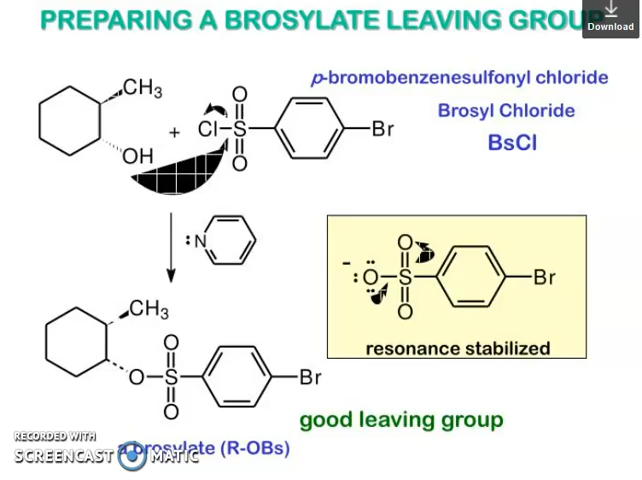 PREPARING A BROSYLATE LEAVING GROUP
Download
p-bromobenzenesulfonyl chloride
Brosyl Chloride
BsCl
CH3
OH
+
O
Cl
S
O
Br
:N
-
O
:O
S
O
Br
resonance stabilized
CH3
O
O
S
O
Br
good leaving group
a brosylate (R-OBs)
RECORDED WITH
SCREENCAST MATIC